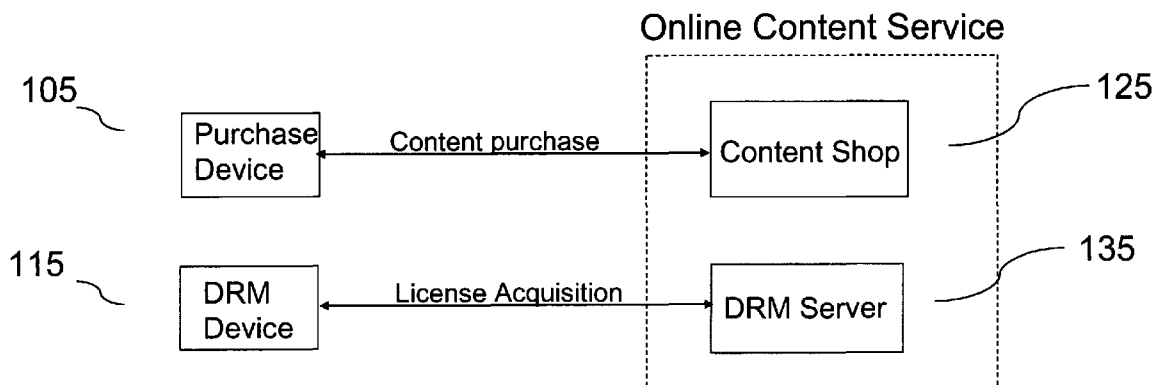 Online Content Service
105
125
Purchase
Device
Content purchase
Content Shop
115
135
DRM
Device
License Acquisition
DRM Server